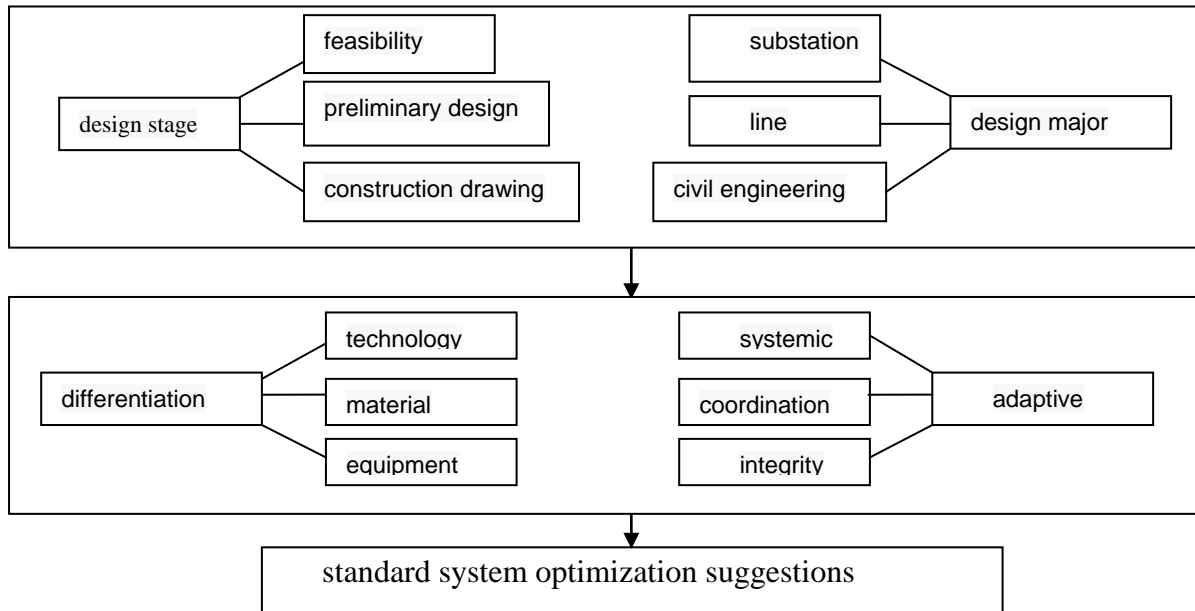 feasibility
substation
design stage
preliminary design
line
design major
construction drawing
civil engineering
technology
systemic
differentiation
material
coordination
adaptive
equipment
integrity
standard system optimization suggestions